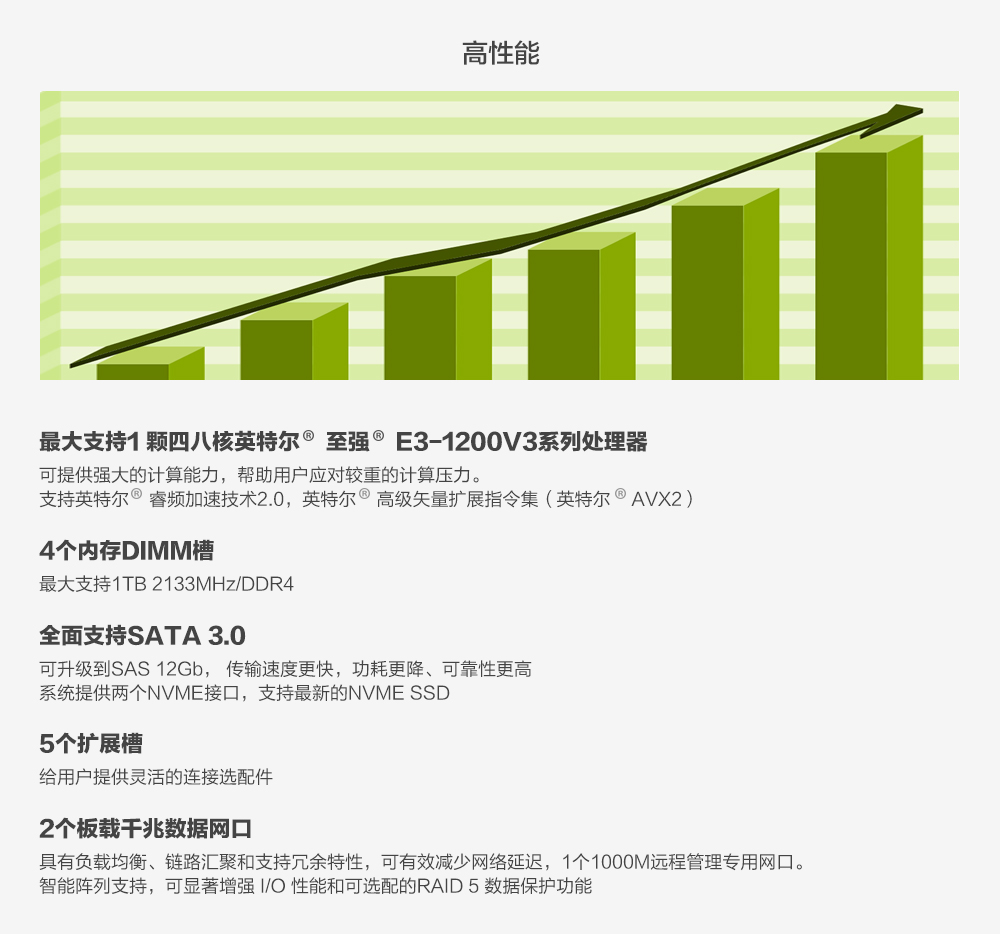 高性能
最大支持1 颗四八核英特尔® 至强® E3-1200V3系列处理器
可提供强大的计算能力，帮助用户应对较重的计算压力。
支持英特尔® 睿频加速技术2.0，英特尔® 高级矢量扩展指令集（英特尔® AVX2）
4个内存DIMM槽
最大支持1TB 2133MHz/DDR4
全面支持SATA 3.0
可升级到SAS 12Gb， 传输速度更快，功耗更降、可靠性更高
系统提供两个NVME接口，支持最新的NVME SSD
5个扩展槽
给用户提供灵活的连接选配件
2个板载千兆数据网口
具有负载均衡、链路汇聚和支持冗余特性，可有效减少网络延迟，1个1000M远程管理专用网口。
智能阵列支持，可显著增强 I/O 性能和可选配的RAID 5 数据保护功能